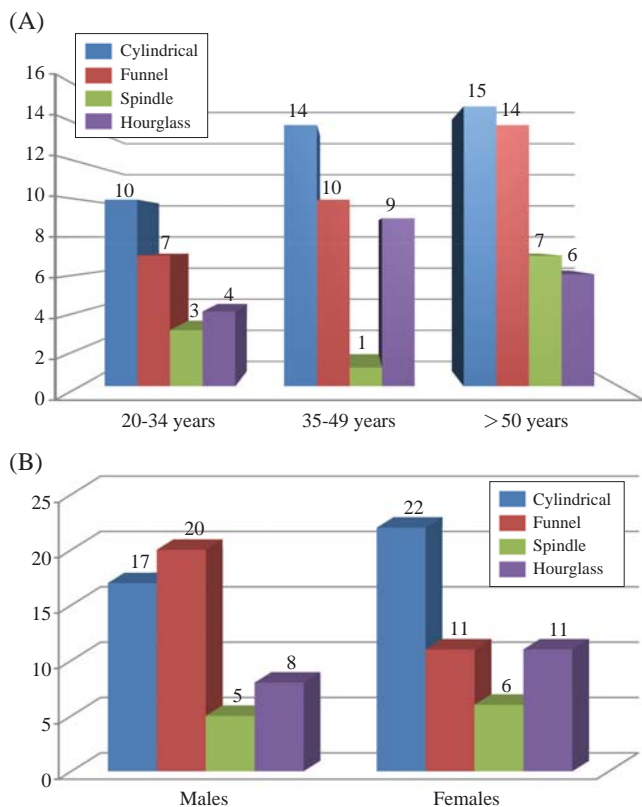 (A)
Cylindrical
Funnel
Spindle
Hourglass
16
14
12
10
8
6
4
2
0
10
7
3
4
14
10
1
9
15
14
7
6
20-34 years
35-49 years
>50 years
(B)
Cylindrical
Funnel
Spindle
Hourglass
25
20
15
10
5
0
17
20
5
8
22
11
6
11
Males
Females